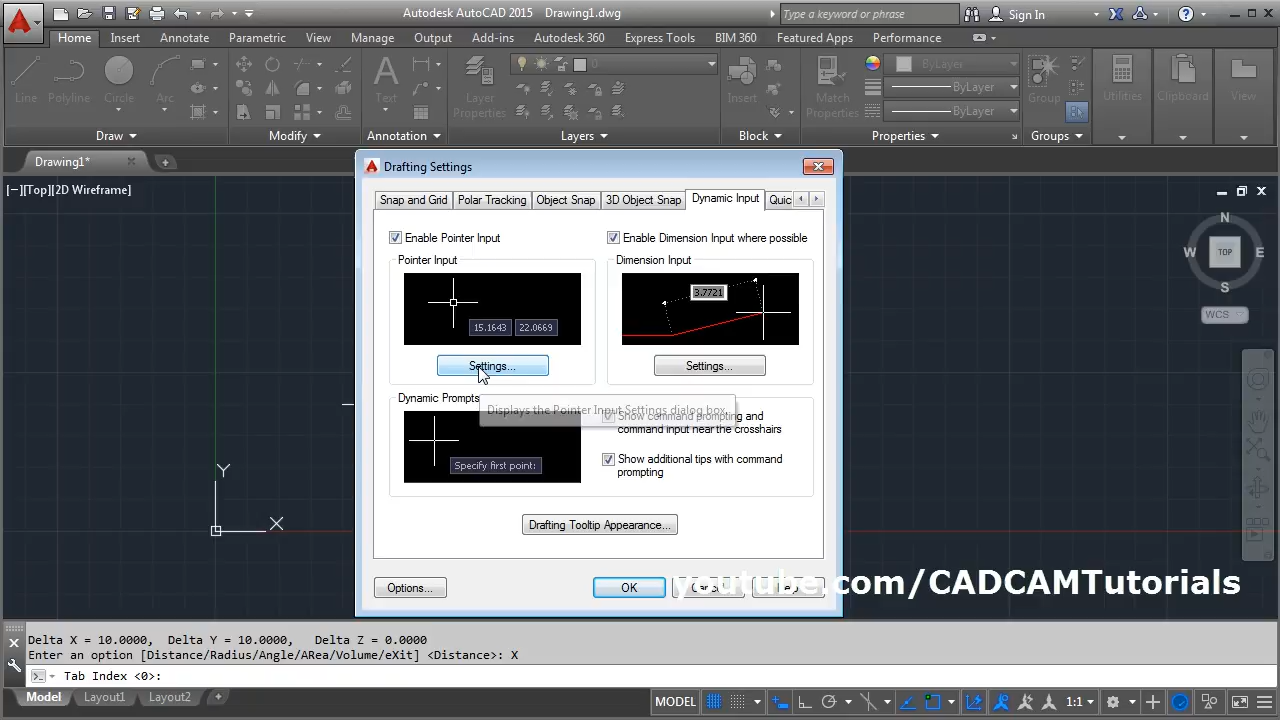 Autodesk AutoCAD 2015 Drawing1.dwg
Type a keyword or phrase
Sign In
Home Insert Annotate Parametric View Manage Output Add-ins Autodesk 360 Express Tools BIM 360 Featured Apps Performance
Line Polyline Circle Arc
Text
Layer
Properties
0
Insert
Match
Properties
ByLayer
ByLayer
ByLayer
Group
Utilities
Clipboard
View
Draw Modify Annotation Layers Block Properties Groups
Drawing1*
[−][Top][2D Wireframe]
Drafting Settings
Snap and Grid Polar Tracking Object Snap 3D Object Snap Dynamic Input Quic
Enable Pointer Input
Enable Dimension Input where possible
Pointer Input
Dimension Input
15.1643 22.0669
3.7721
Settings...
Settings...
Displays the Pointer Input Settings dialog box.
Dynamic Prompts
Show command prompting and
command input near the crosshairs
Specify first point:
Show additional tips with command
prompting
Drafting Tooltip Appearance...
Options...
OK
Cancel
Help
youtube.com/CADCAMTutorials
N
W TOP E
S
WCS
Y
X
Delta X = 10.0000, Delta Y = 10.0000, Delta Z = 0.0000
Enter an option [Distance/Radius/Angle/ARea/Volume/eXit] <Distance>: X
Tab Index <0>:
Model Layout1 Layout2
MODEL
1:1